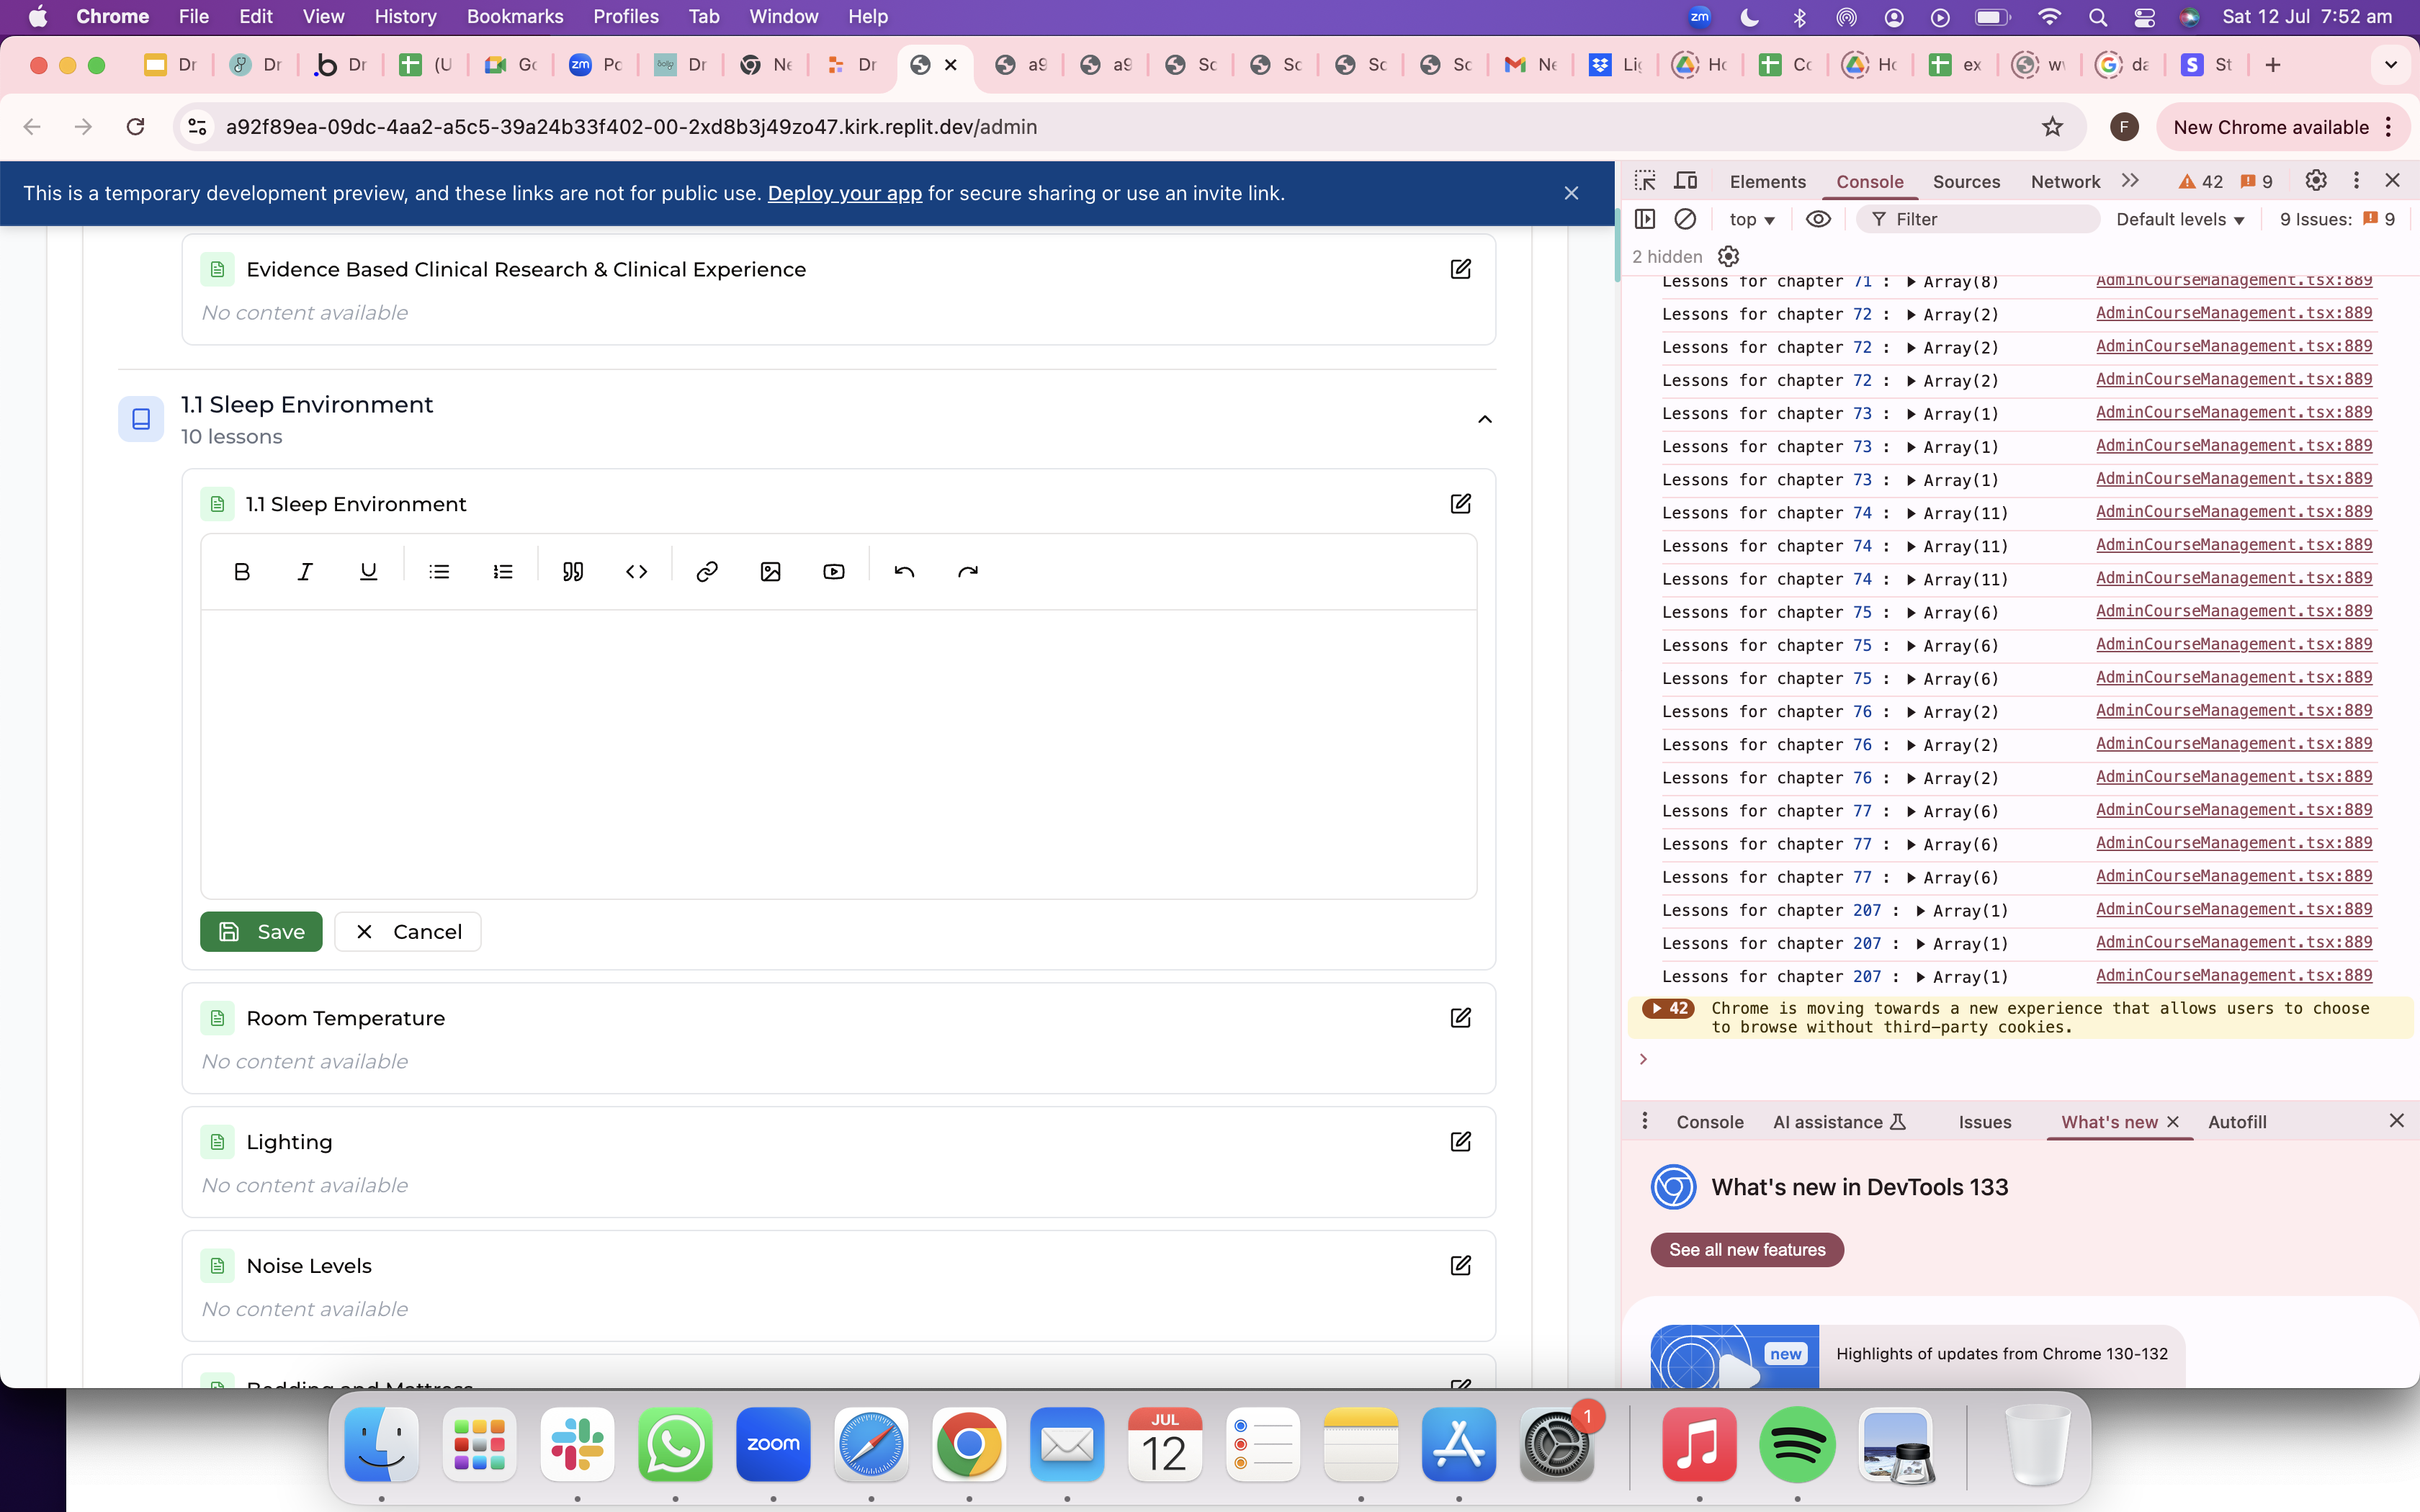 Chrome File Edit View History Bookmarks Profiles Tab Window Help zm Sat 12 Jul 7:52 am
Dr Dr b Dr (U Go zm Po Dr Ne Dr a9 a9 Sc Sc Sc Sc Ne Lig Ho Co Ho ex w da S St
a92f89ea-09dc-4aa2-a5c5-39a24b33f402-00-2xd8b3j49zo47.kirk.replit.dev/admin F New Chrome available
This is a temporary development preview, and these links are not for public use. Deploy your app for secure sharing or use an invite link.
Evidence Based Clinical Research & Clinical Experience
No content available
1.1 Sleep Environment
10 lessons
1.1 Sleep Environment
B I U
Save Cancel
Room Temperature
No content available
Lighting
No content available
Noise Levels
No content available
Bedding and Mattress
Elements Console Sources Network 42 9
top Filter Default levels 9 Issues: 9
2 hidden
Lessons for chapter 71 : Array(8) AdminCourseManagement.tsx:889
Lessons for chapter 72 : Array(2) AdminCourseManagement.tsx:889
Lessons for chapter 72 : Array(2) AdminCourseManagement.tsx:889
Lessons for chapter 72 : Array(2) AdminCourseManagement.tsx:889
Lessons for chapter 73 : Array(1) AdminCourseManagement.tsx:889
Lessons for chapter 73 : Array(1) AdminCourseManagement.tsx:889
Lessons for chapter 73 : Array(1) AdminCourseManagement.tsx:889
Lessons for chapter 74 : Array(11) AdminCourseManagement.tsx:889
Lessons for chapter 74 : Array(11) AdminCourseManagement.tsx:889
Lessons for chapter 74 : Array(11) AdminCourseManagement.tsx:889
Lessons for chapter 75 : Array(6) AdminCourseManagement.tsx:889
Lessons for chapter 75 : Array(6) AdminCourseManagement.tsx:889
Lessons for chapter 75 : Array(6) AdminCourseManagement.tsx:889
Lessons for chapter 76 : Array(2) AdminCourseManagement.tsx:889
Lessons for chapter 76 : Array(2) AdminCourseManagement.tsx:889
Lessons for chapter 76 : Array(2) AdminCourseManagement.tsx:889
Lessons for chapter 77 : Array(6) AdminCourseManagement.tsx:889
Lessons for chapter 77 : Array(6) AdminCourseManagement.tsx:889
Lessons for chapter 77 : Array(6) AdminCourseManagement.tsx:889
Lessons for chapter 207 : Array(1) AdminCourseManagement.tsx:889
Lessons for chapter 207 : Array(1) AdminCourseManagement.tsx:889
Lessons for chapter 207 : Array(1) AdminCourseManagement.tsx:889
42 Chrome is moving towards a new experience that allows users to choose
to browse without third-party cookies.
Console AI assistance Issues What's new Autofill
What's new in DevTools 133
See all new features
new Highlights of updates from Chrome 130-132
zoom JUL 12 1